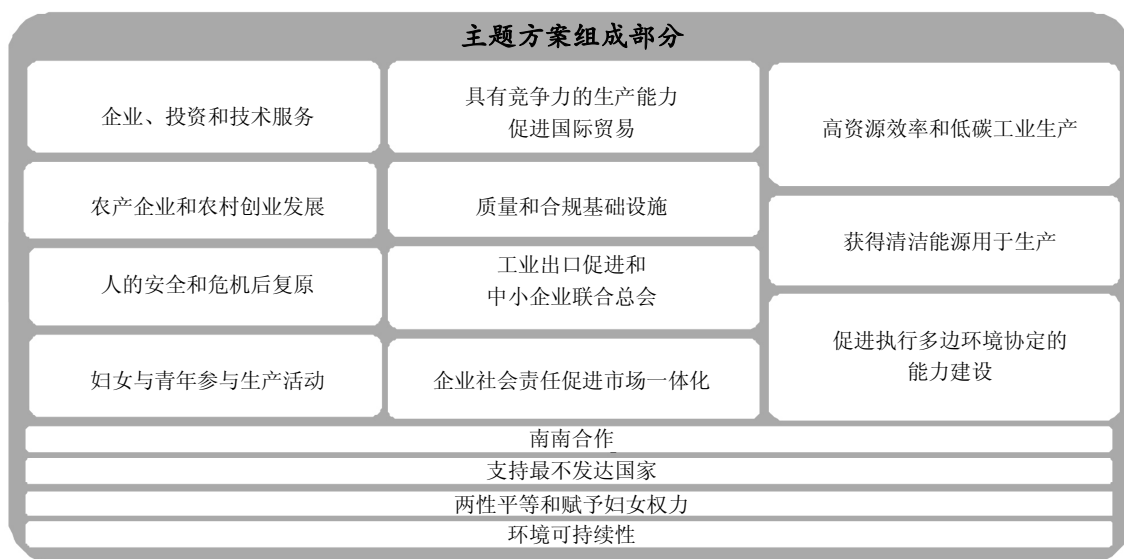 主题方案组成部分
企业、投资和技术服务
农产企业和农村创业发展
人的安全和危机后复原
妇女与青年参与生产活动
具有竞争力的生产能力
促进国际贸易
质量和合规基础设施
工业出口促进和
中小企业联合总会
企业社会责任促进市场一体化
高资源效率和低碳工业生产
获得清洁能源用于生产
促进执行多边环境协定的
能力建设
南南合作
支持最不发达国家
两性平等和赋予妇女权力
环境可持续性